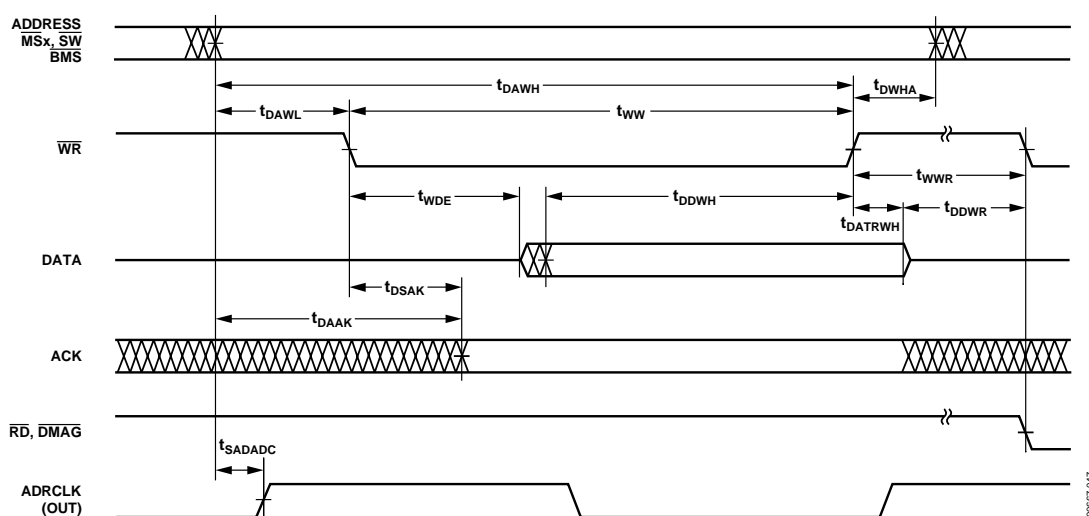 ADDRESS
MSx, SW
BMS
tDAWH
tDWHA
tDAWL
tWW
WR
tWWR
tWDE
tDDWH
tDDWR
tDATRWH
DATA
tDSAK
tDAAK
ACK
RD, DMAG
tSADADC
ADRCLK
(OUT)